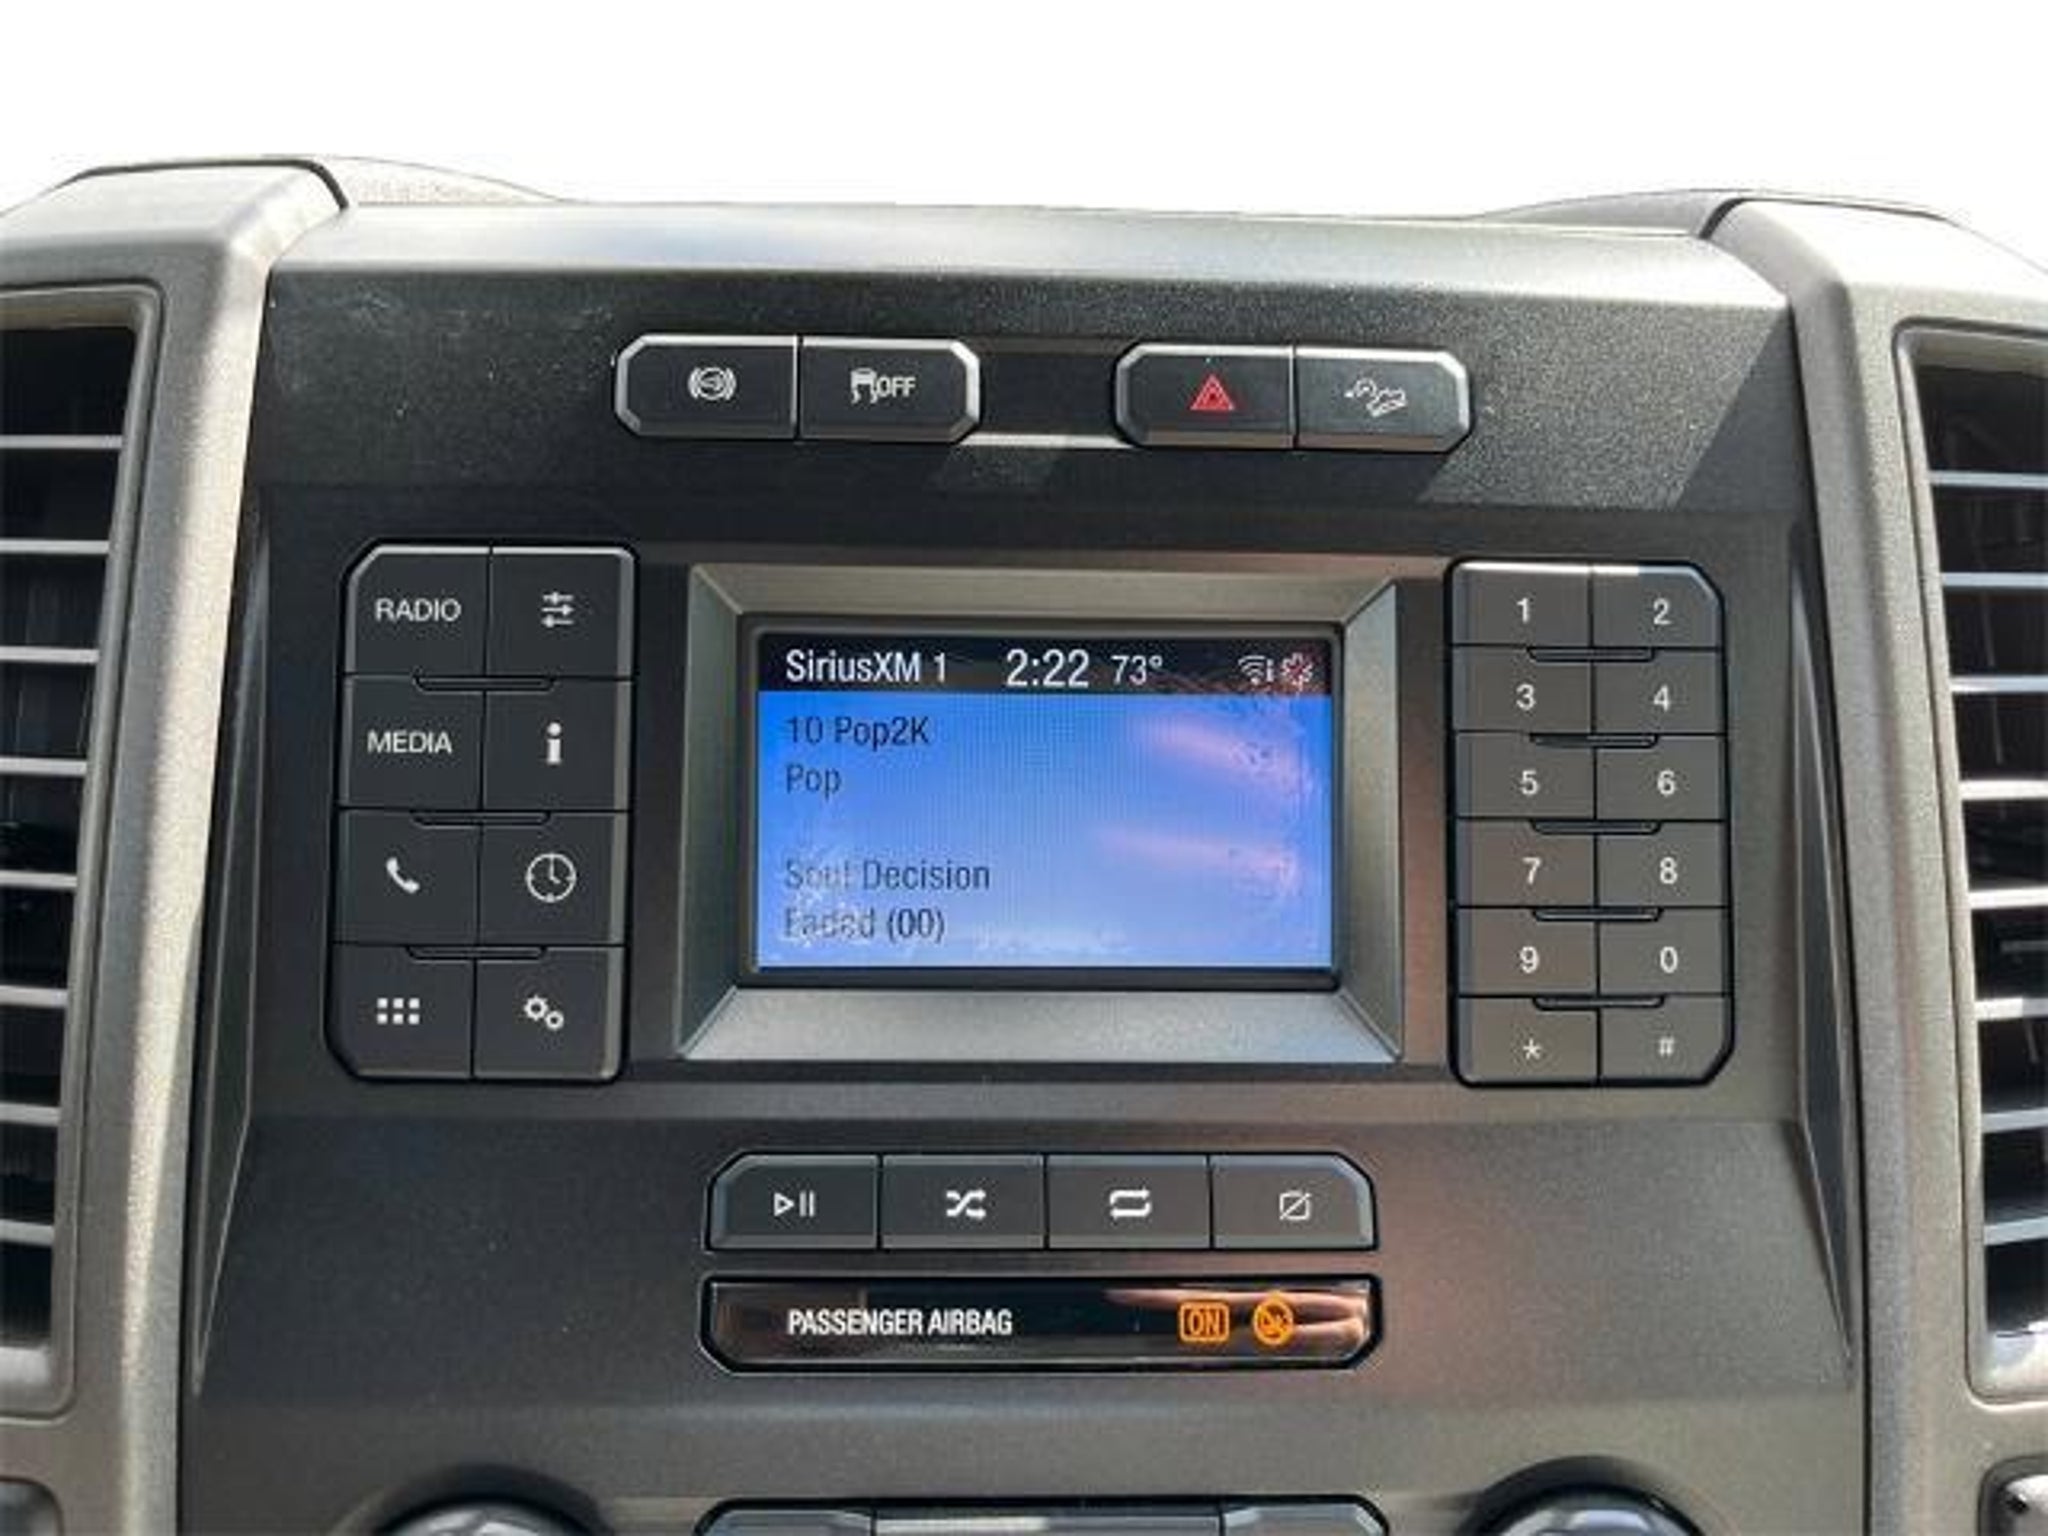 OFF
RADIO
MEDIA
SiriusXM 1 2:22 73°
10 Pop2K
Pop
Soul Decision
Faded (00)
1 2
3 4
5 6
7 8
9 0
* #
PASSENGER AIRBAG ON